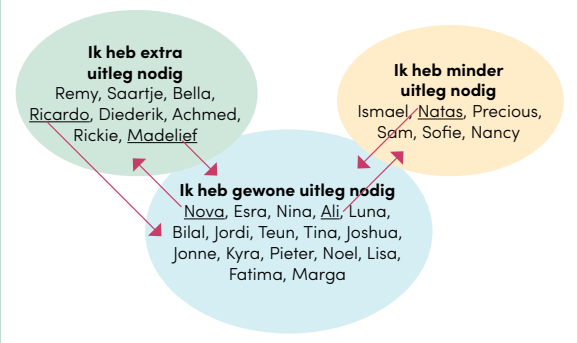 Ik heb extra
uitleg nodig
Remy, Saartje, Bella,
Ricardo, Diederik, Achmed,
Rickie, Madelief
Ik heb minder
uitleg nodig
Ismael, Natas, Precious,
Sam, Sofie, Nancy
Ik heb gewone uitleg nodig
Nova, Esra, Nina, Ali, Luna,
Bilal, Jordi, Teun, Tina, Joshua,
Jonne, Kyra, Pieter, Noel, Lisa,
Fatima, Marga